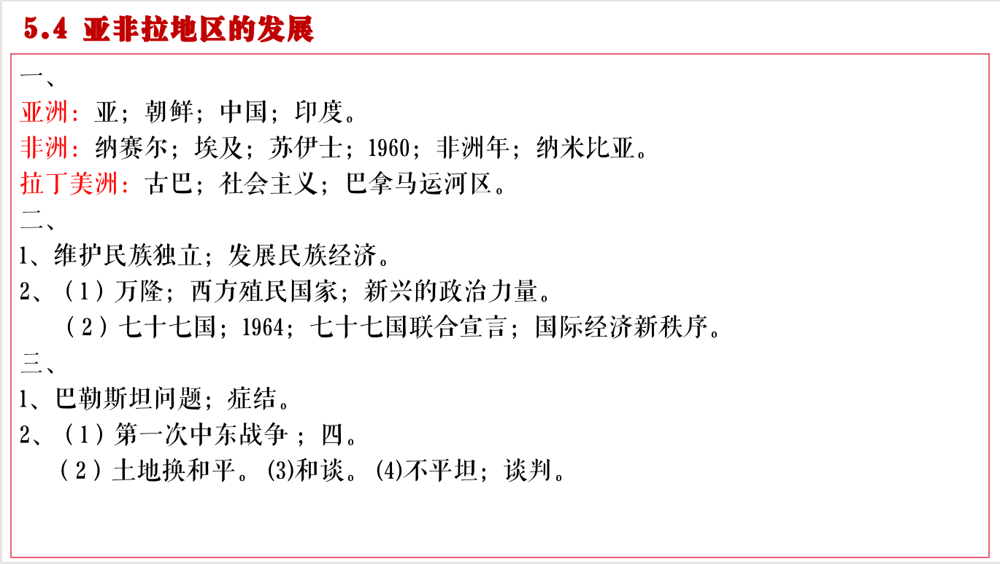 5.4 亚非拉地区的发展
一、
亚洲：亚；朝鲜；中国；印度。
非洲：纳赛尔；埃及；苏伊士；1960；非洲年；纳米比亚。
拉丁美洲：古巴；社会主义；巴拿马运河区。
二、
1、维护民族独立；发展民族经济。
2、（1）万隆；西方殖民国家；新兴的政治力量。
（2）七十七国；1964；七十七国联合宣言；国际经济新秩序。
三、
1、巴勒斯坦问题；症结。
2、（1）第一次中东战争 ；四。
（2）土地换和平。(3)和谈。(4)不平坦；谈判。